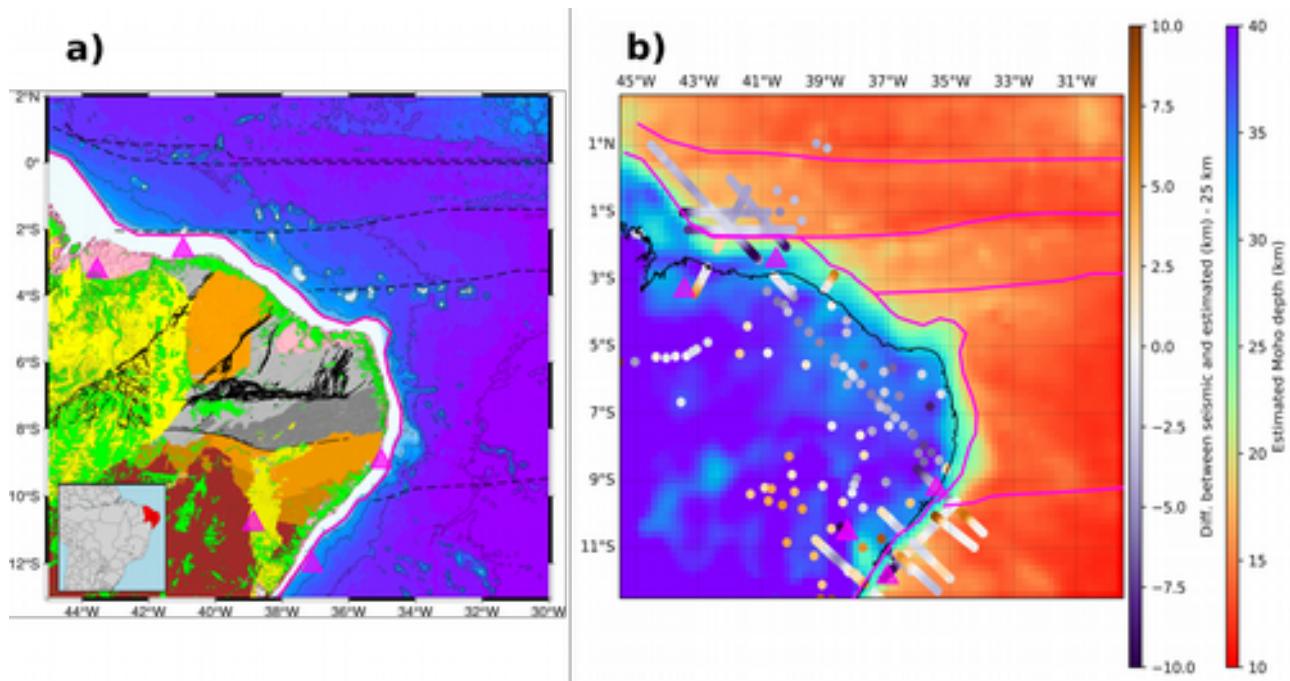 a)
2°N
0°
2°S
4°S
6°S
8°S
10°S
12°S
44°W 42°W 40°W 38°W 36°W 34°W 32°W 30°W
b)
45°W 43°W 41°W 39°W 37°W 35°W 33°W 31°W
1°N
1°S
3°S
5°S
7°S
9°S
11°S
10.0
7.5
5.0
2.5
0.0
−2.5
−5.0
−7.5
−10.0
Diff. between seismic and estimated (km) - 25 km
40
35
30
25
20
15
10
Estimated Moho depth (km)